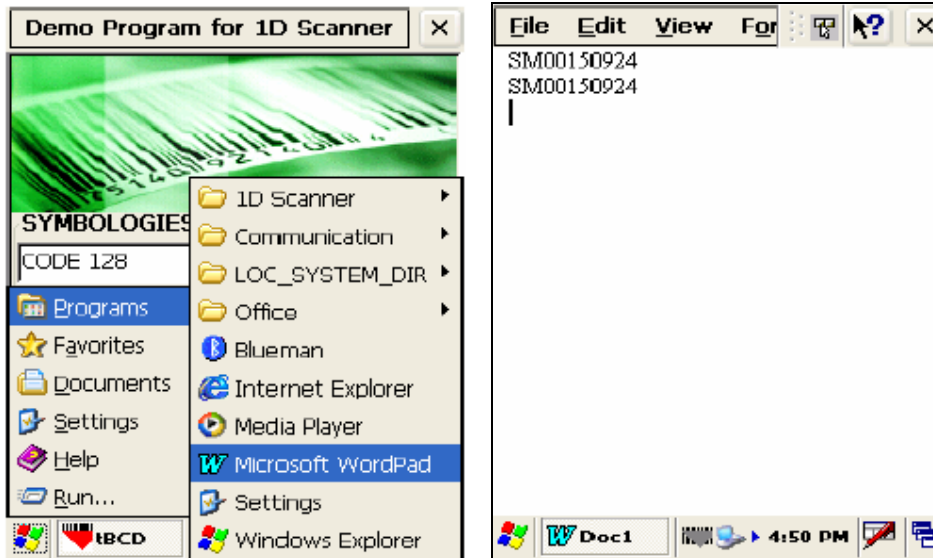 Demo Program for 1D Scanner
SYMBOLOGIES
CODE 128
Programs
Favorites
Documents
Settings
Help
Run...
1D Scanner
Communication
LOC_SYSTEM_DIR
Office
Blueman
Internet Explorer
Media Player
Microsoft WordPad
Settings
Windows Explorer
tBCD
File Edit View For
SM00150924
SM00150924
Doc1
4:50 PM